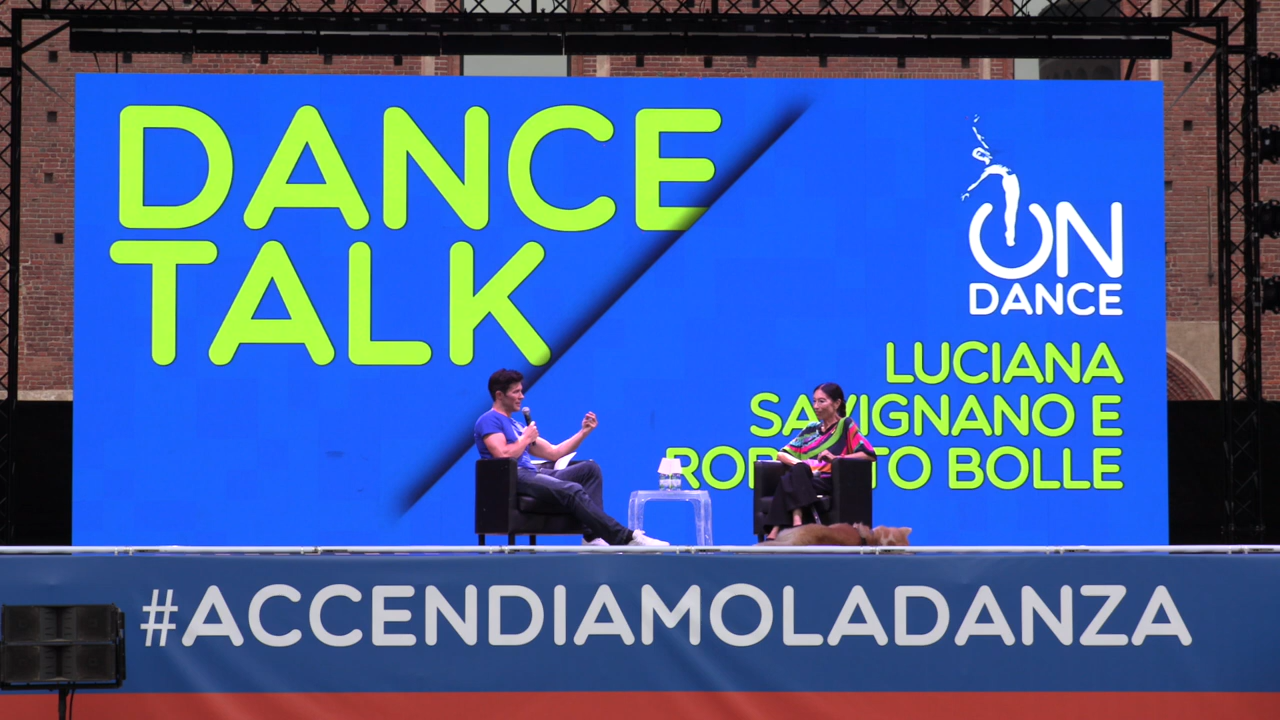 DANCE
TALK
ON
DANCE
LUCIANA
SAVIGNANO E
BOLLE
#ACCENDIAMOLADANZA